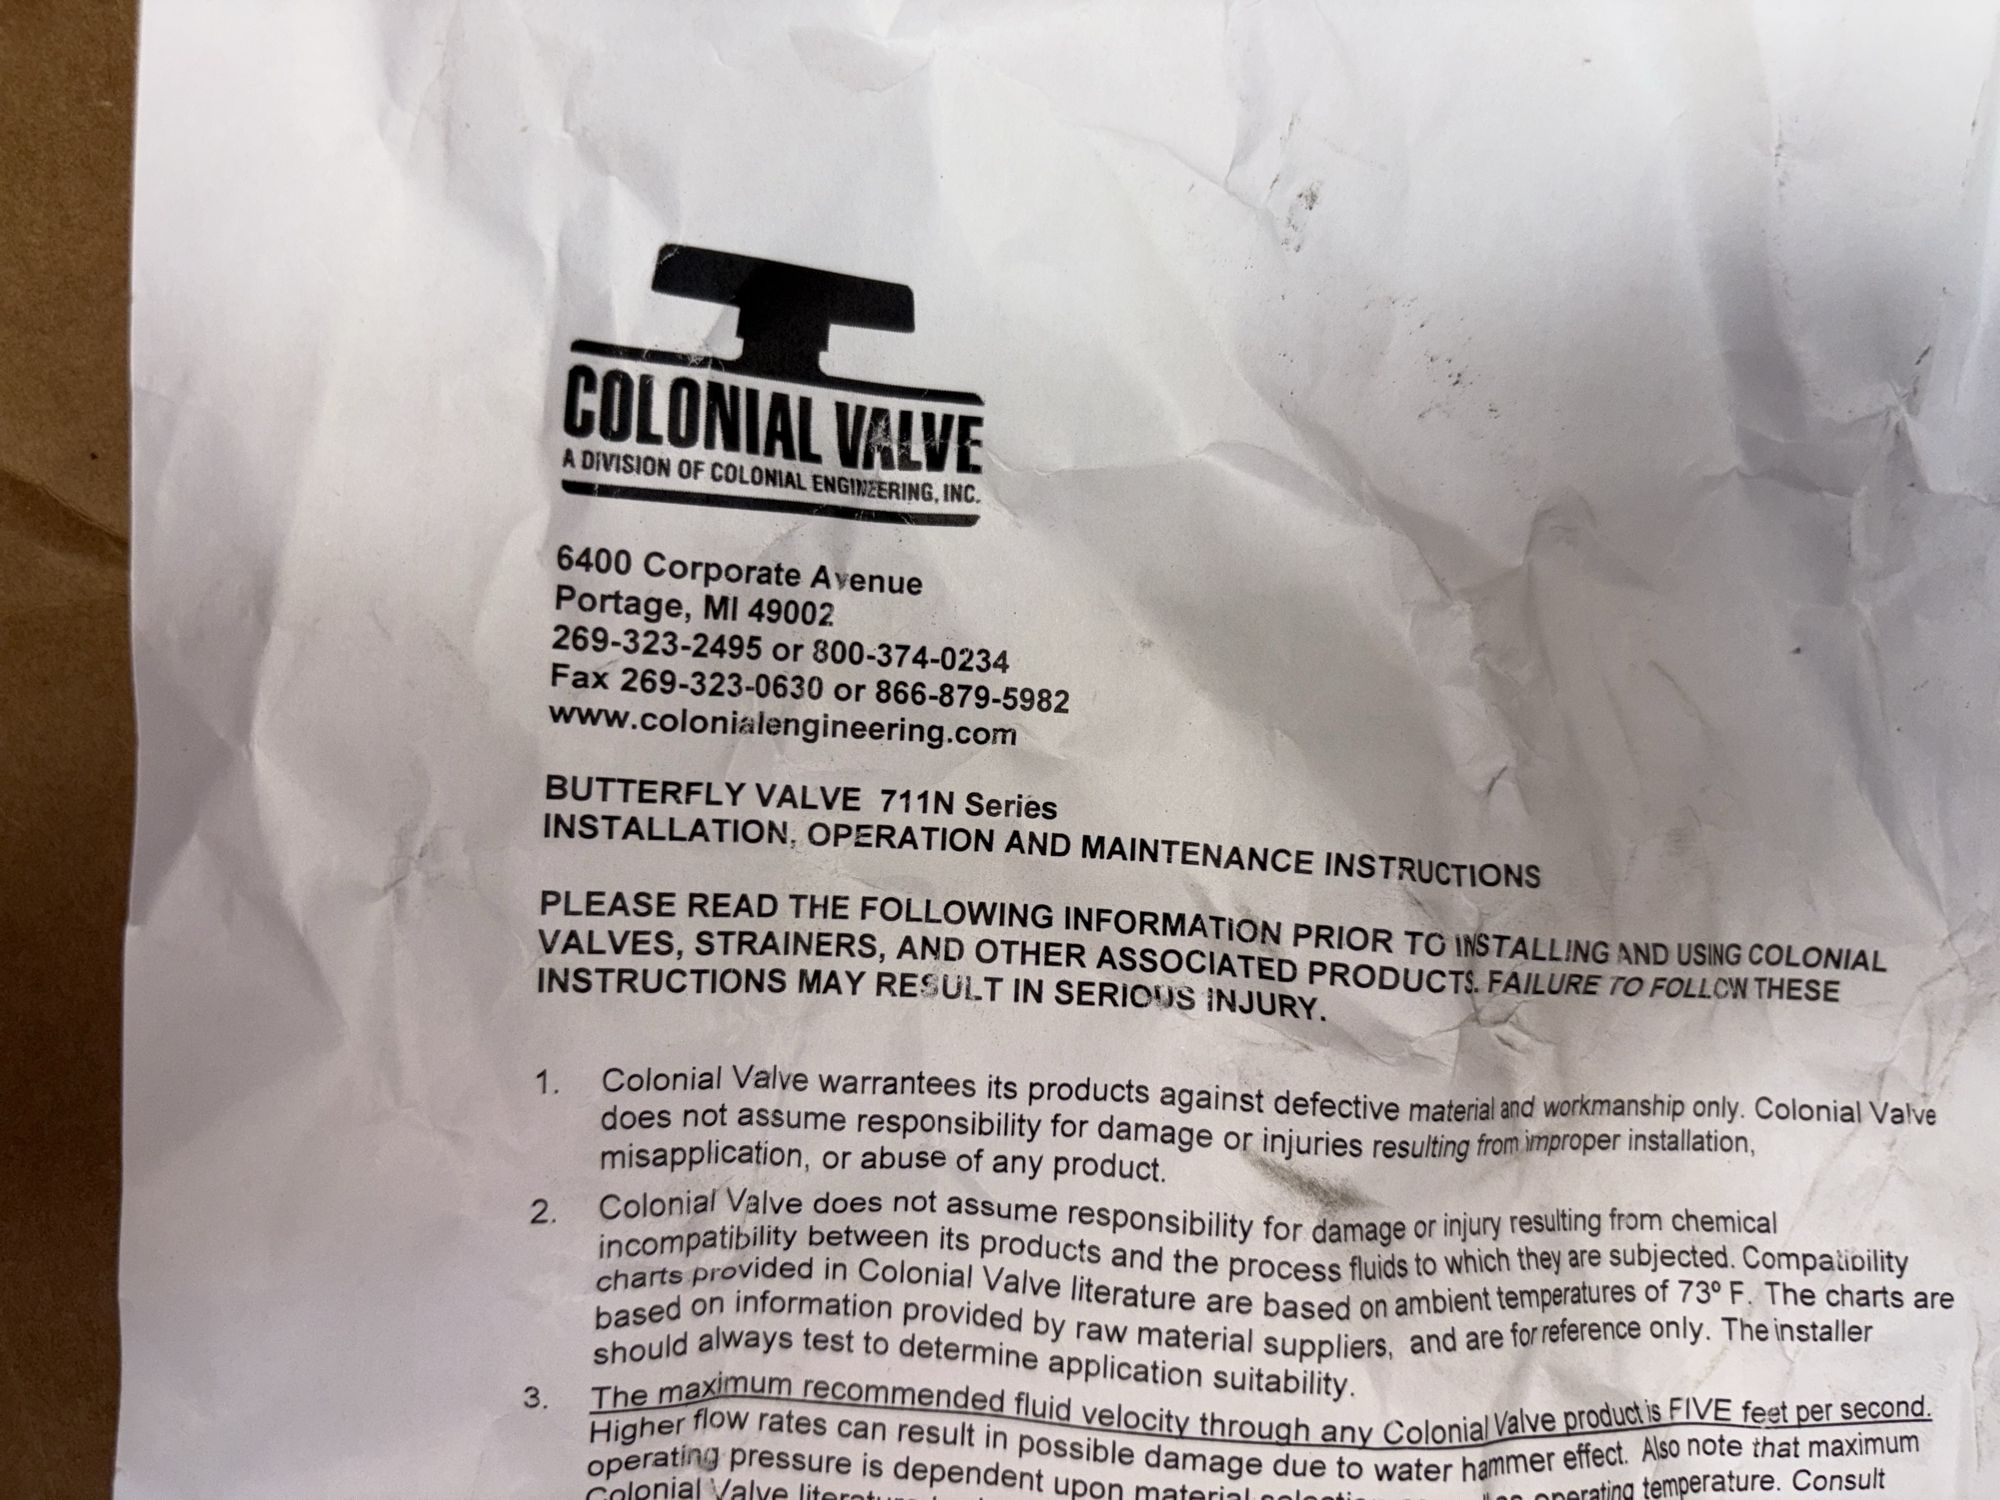 COLONIAL VALVE
A DIVISION OF COLONIAL ENGINEERING, INC.
6400 Corporate Avenue
Portage, MI 49002
269-323-2495 or 800-374-0234
Fax 269-323-0630 or 866-879-5982
www.colonialengineering.com
BUTTERFLY VALVE 711N Series
INSTALLATION, OPERATION AND MAINTENANCE INSTRUCTIONS
PLEASE READ THE FOLLOWING INFORMATION PRIOR TO INSTALLING AND USING COLONIAL
VALVES, STRAINERS, AND OTHER ASSOCIATED PRODUCTS. FAILURE TO FOLLOW THESE
INSTRUCTIONS MAY RESULT IN SERIOUS INJURY.
1. Colonial Valve warrantees its products against defective material and workmanship only. Colonial Valve
does not assume responsibility for damage or injuries resulting from improper installation,
misapplication, or abuse of any product.
2. Colonial Valve does not assume responsibility for damage or injury resulting from chemical
incompatibility between its products and the process fluids to which they are subjected. Compatibility
charts provided in Colonial Valve literature are based on ambient temperatures of 73º F. The charts are
based on information provided by raw material suppliers, and are for reference only. The installer
should always test to determine application suitability.
3. The maximum recommended fluid velocity through any Colonial Valve product is FIVE feet per second.
Higher flow rates can result in possible damage due to water hammer effect. Also note that maximum
operating pressure is dependent upon material operating temperature. Consult
Colonial Valve